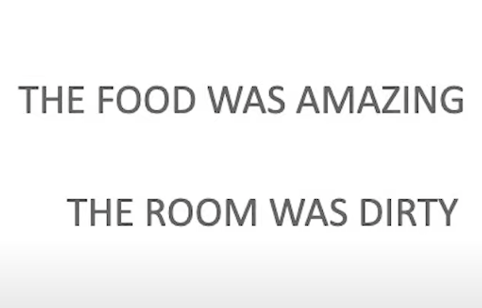 THE FOOD WAS AMAZING
THE ROOM WAS DIRTY